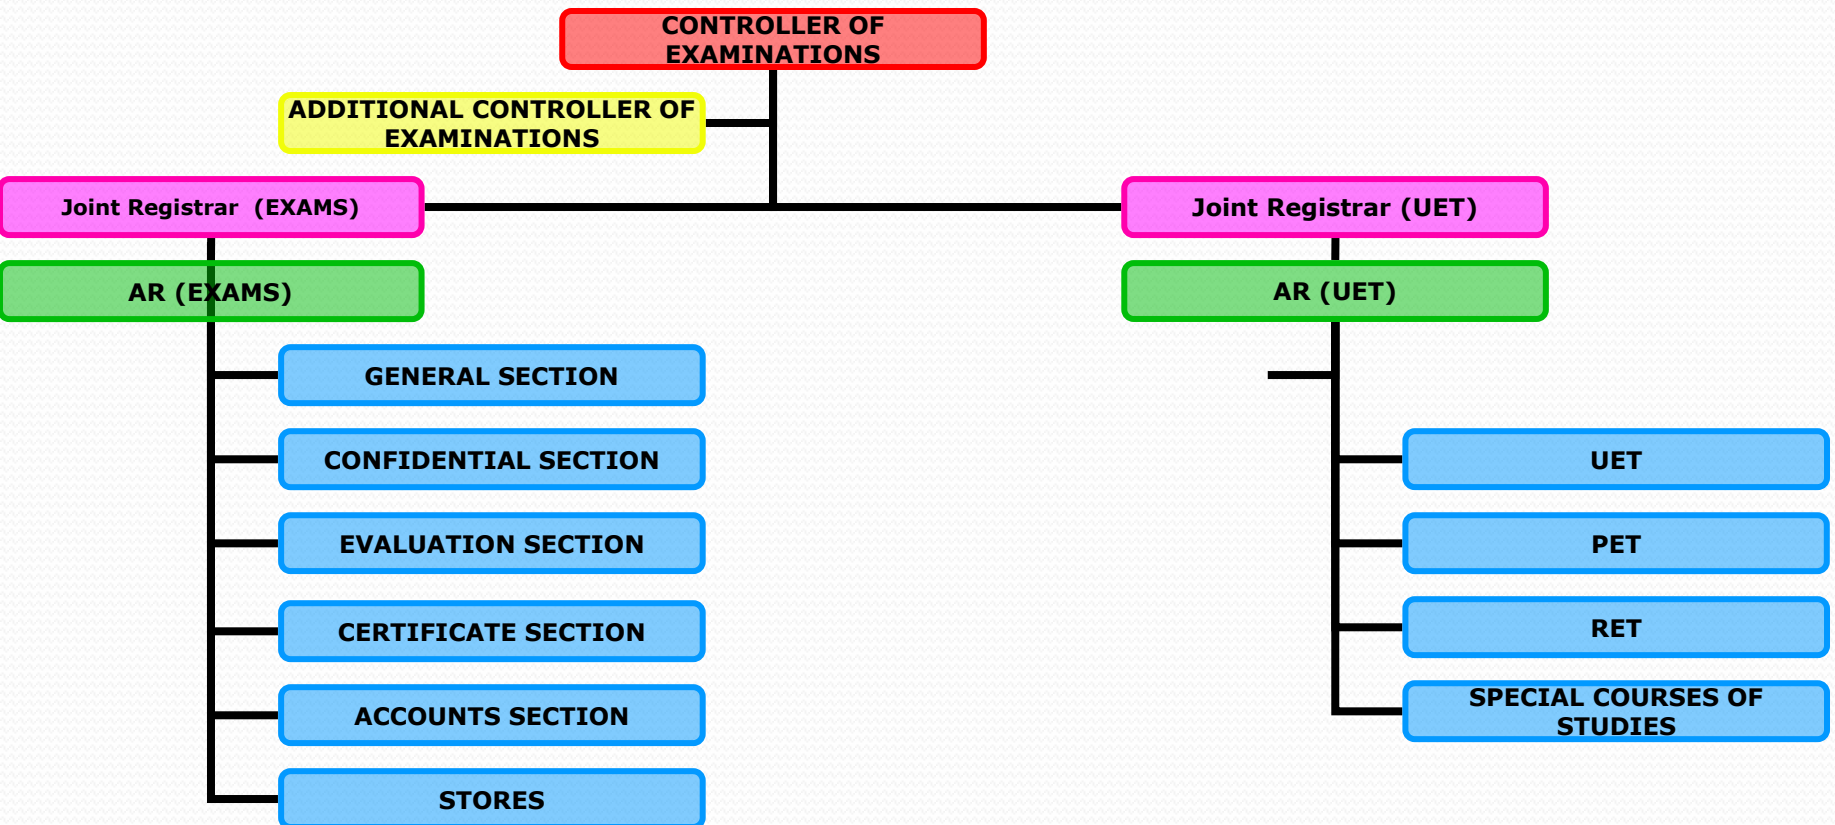 CONTROLLER OF
EXAMINATIONS
ADDITIONAL CONTROLLER OF
EXAMINATIONS
Joint Registrar (EXAMS)
Joint Registrar (UET)
AR (EXAMS)
AR (UET)
GENERAL SECTION
CONFIDENTIAL SECTION
UET
EVALUATION SECTION
PET
CERTIFICATE SECTION
RET
ACCOUNTS SECTION
SPECIAL COURSES OF
STUDIES
STORES